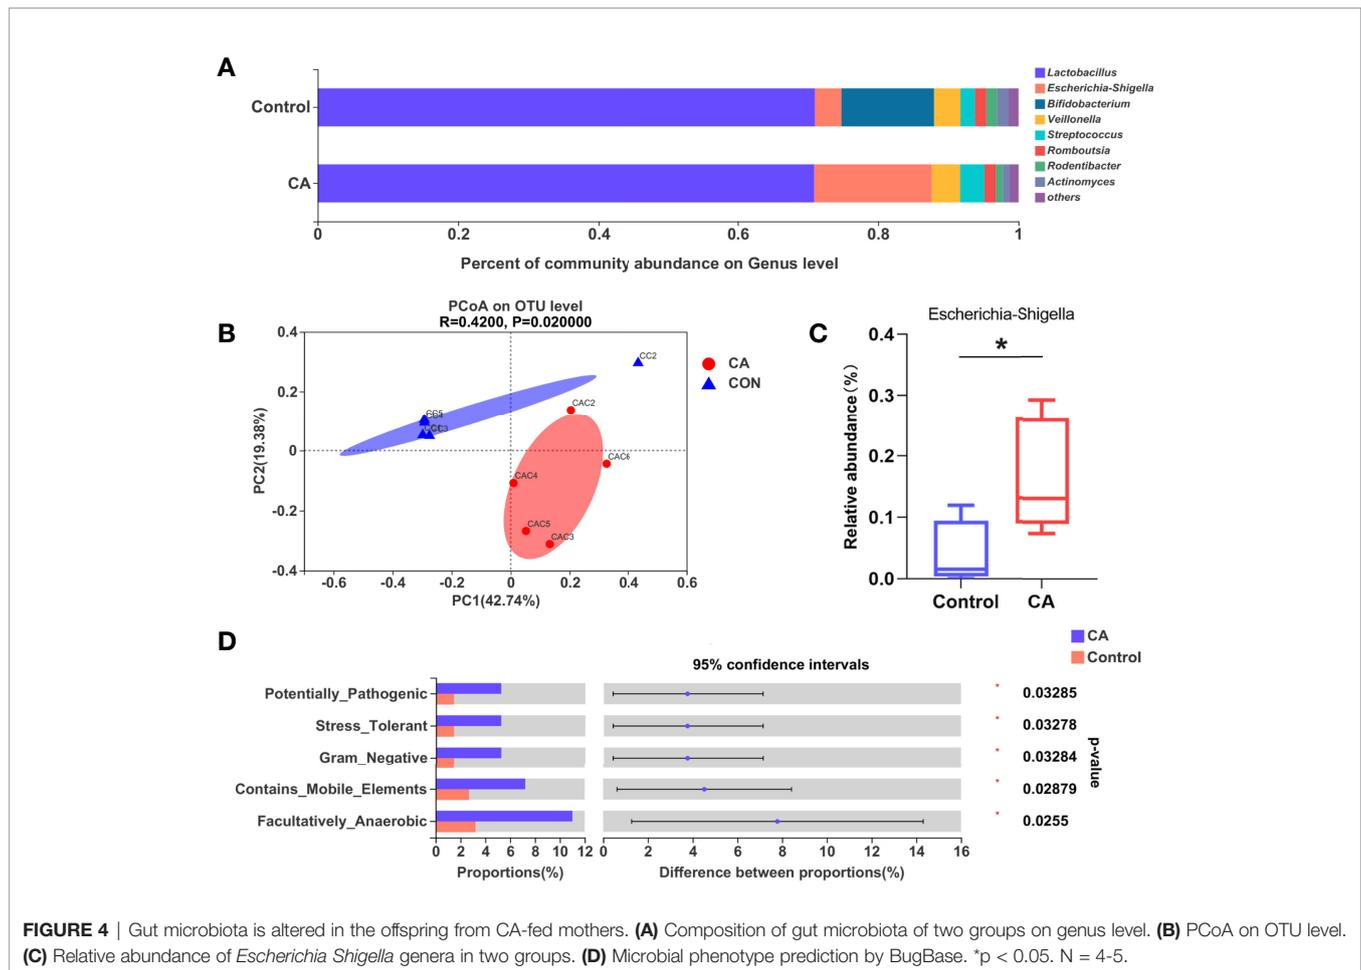 A
Control
CA
0 0.2 0.4 0.6 0.8 1
Percent of community abundance on Genus level
Lactobacillus
Escherichia-Shigella
Bifidobacterium
Veillonella
Streptococcus
Romboutsia
Rodentibacter
Actinomyces
others
B
PCoA on OTU level
R=0.4200, P=0.020000
0.4
0.2
0
-0.2
-0.4
PC2(19.38%)
CC2
CAC2
CAC6
CAC4
CAC5
CAC3
-0.6 -0.4 -0.2 0 0.2 0.4 0.6
PC1(42.74%)
CA
CON
C
Escherichia-Shigella
*
0.4
0.3
0.2
0.1
0.0
Relative abundance(%)
Control CA
D
CA
Control
95% confidence intervals
Potentially_Pathogenic * 0.03285
Stress_Tolerant * 0.03278
Gram_Negative * 0.03284
Contains_Mobile_Elements * 0.02879
Facultatively_Anaerobic * 0.0255
p-value
0 2 4 6 8 10 12 0 2 4 6 8 10 12 14 16
Proportions(%) Difference between proportions(%)
FIGURE 4 | Gut microbiota is altered in the offspring from CA-fed mothers. (A) Composition of gut microbiota of two groups on genus level. (B) PCoA on OTU level.
(C) Relative abundance of Escherichia Shigella genera in two groups. (D) Microbial phenotype prediction by BugBase. *p < 0.05. N = 4-5.